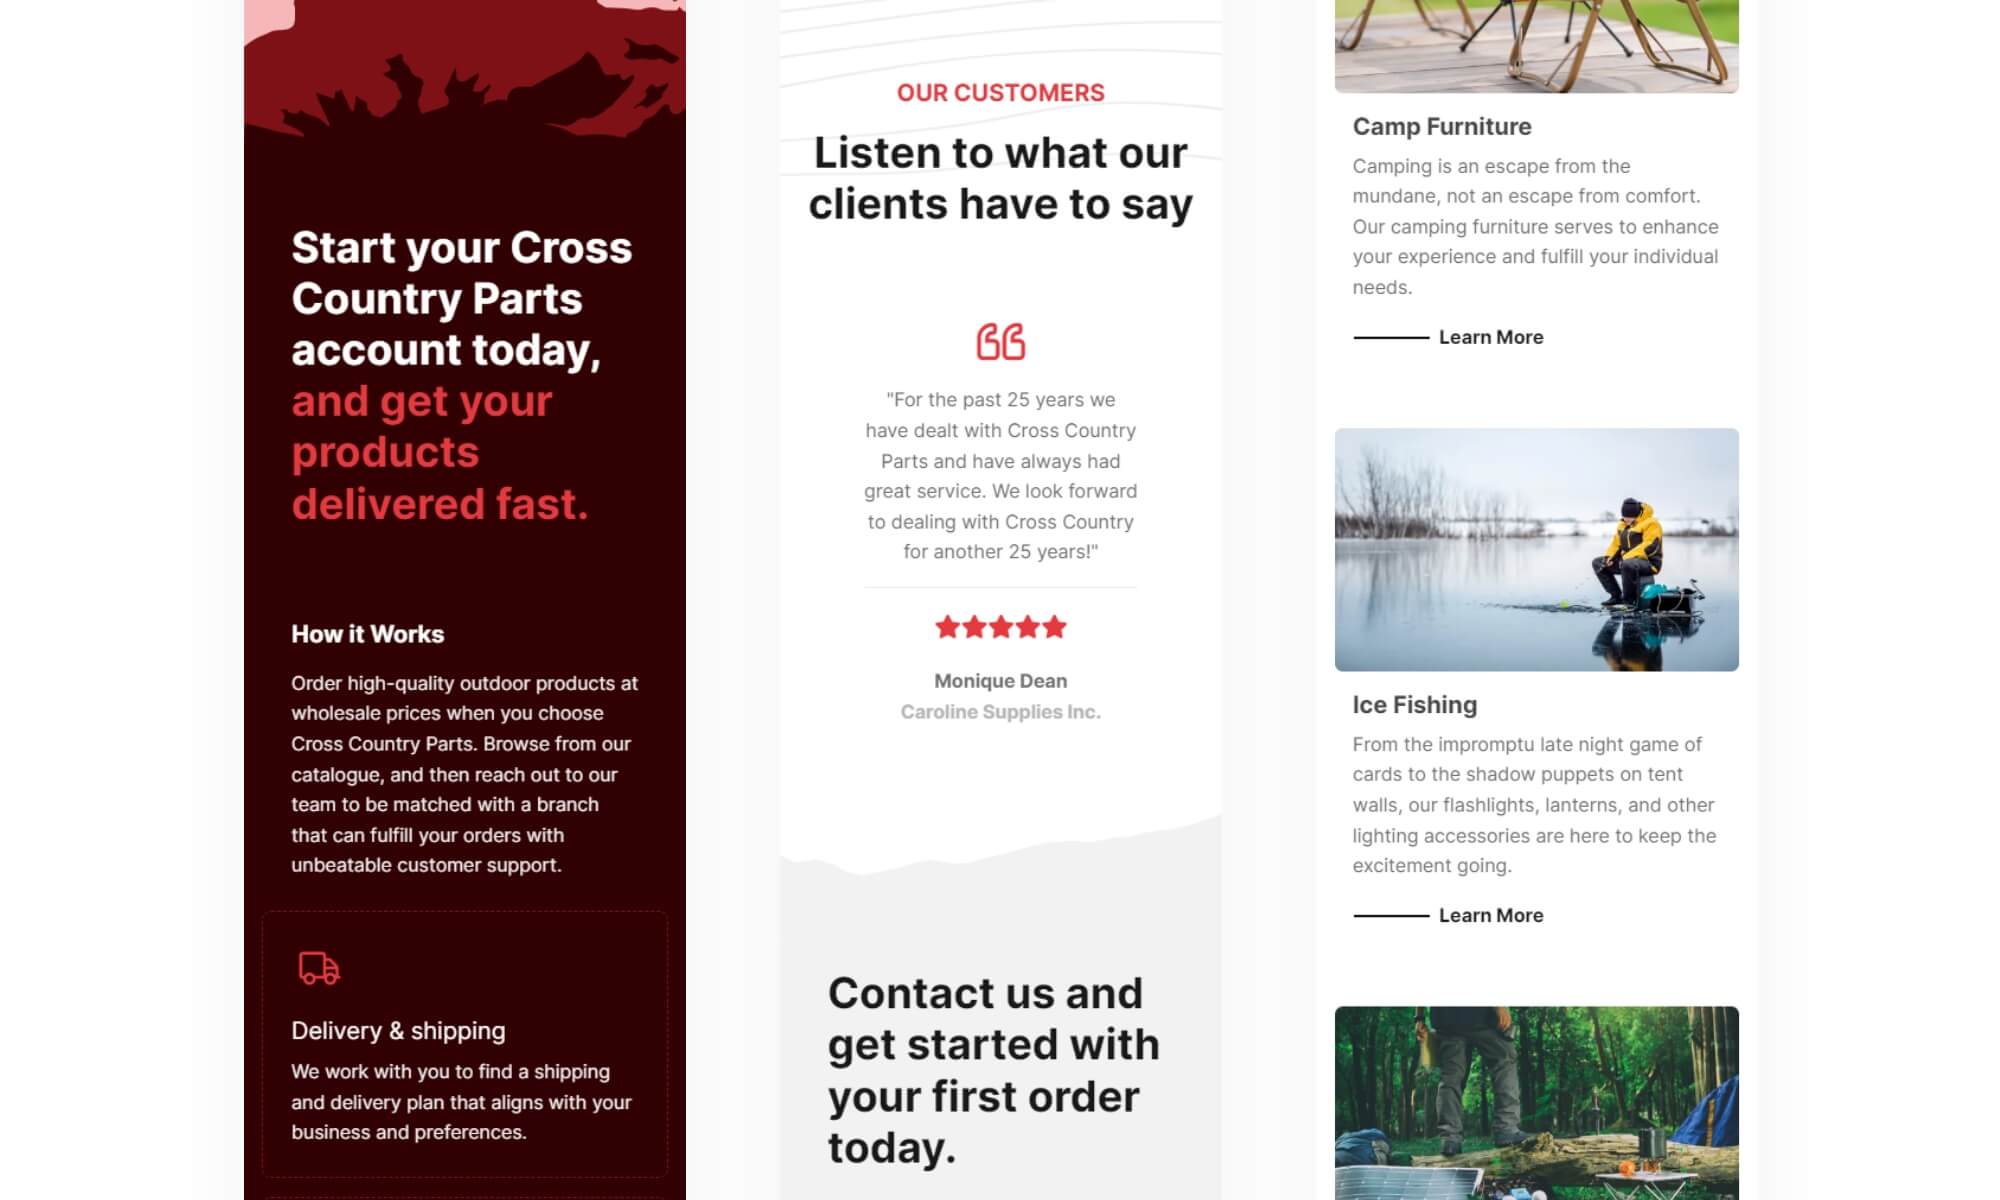 Start your Cross
Country Parts
account today,
and get your
products
delivered fast.
How it Works
Order high-quality outdoor products at
wholesale prices when you choose
Cross Country Parts. Browse from our
catalogue, and then reach out to our
team to be matched with a branch
that can fulfill your orders with
unbeatable customer support.
Delivery & shipping
We work with you to find a shipping
and delivery plan that aligns with your
business and preferences.
OUR CUSTOMERS
Listen to what our
clients have to say
"For the past 25 years we
have dealt with Cross Country
Parts and have always had
great service. We look forward
to dealing with Cross Country
for another 25 years!"
Monique Dean
Caroline Supplies Inc.
Contact us and
get started with
your first order
today.
Camp Furniture
Camping is an escape from the
mundane, not an escape from comfort.
Our camping furniture serves to enhance
your experience and fulfill your individual
needs.
Learn More
Ice Fishing
From the impromptu late night game of
cards to the shadow puppets on tent
walls, our flashlights, lanterns, and other
lighting accessories are here to keep the
excitement going.
Learn More